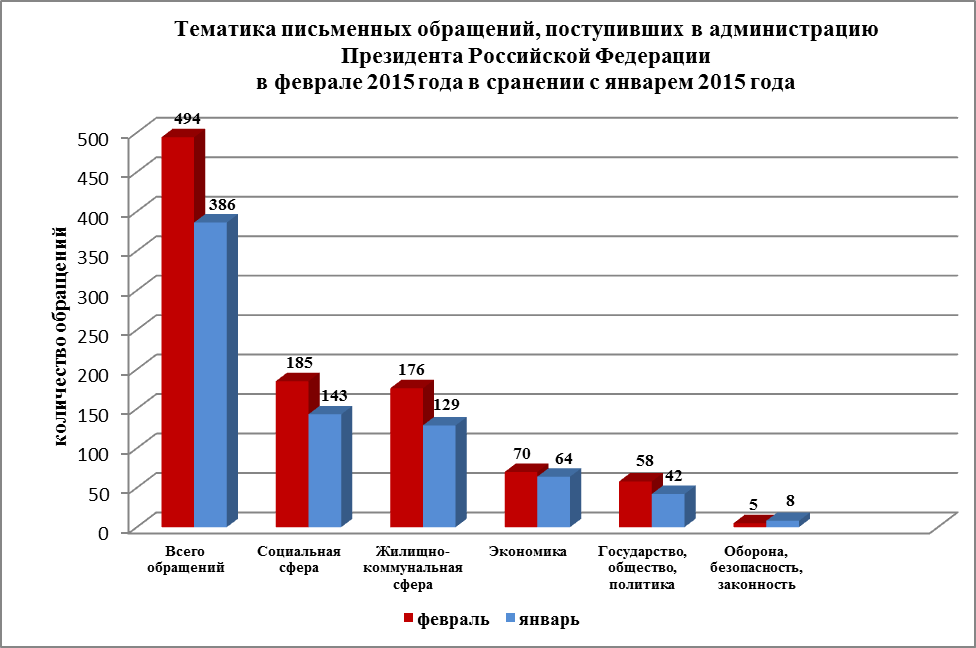 Тематика письменных обращений, поступивших в администрацию
Президента Российской Федерации
в феврале 2015 года в сранении с январем 2015 года
количество обращений
500
450
400
350
300
250
200
150
100
50
0
494
386
185
143
176
129
70
64
58
42
5
8
Всего
обращений
Социальная
сфера
Жилищно-
коммунальная
сфера
Экономика
Государство,
общество,
политика
Оборона,
безопасность,
законность
февраль
январь